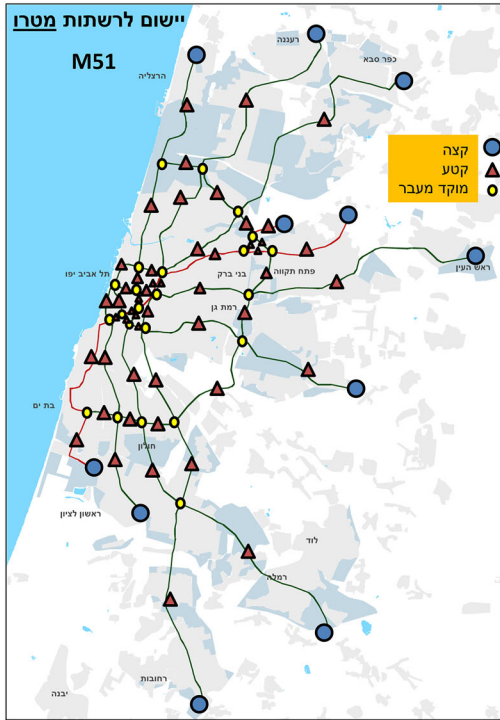 יישום לרשתות מטרו
M51
רעננה
כפר סבא
הרצליה
קצה
קטע
מוקד מעבר
ראש העין
פתח תקווה
בני ברק
תל אביב יפו
רמת גן
בת ים
חולון
ראשון לציון
לוד
רמלה
רחובות
יבנה